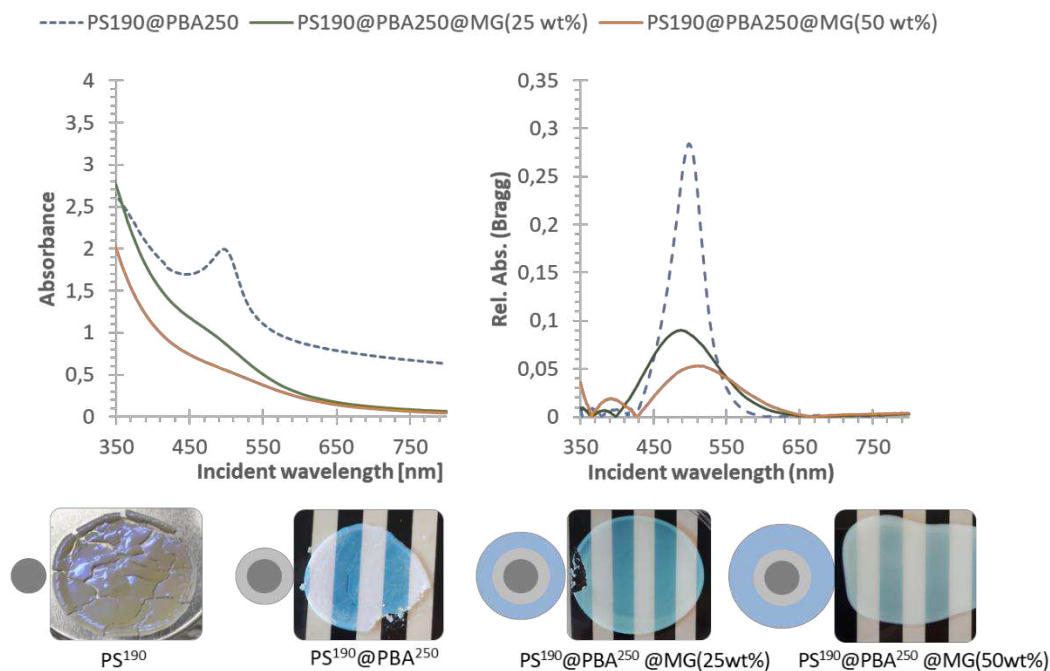 PS190@PBA250 PS190@PBA250@MG(25 wt%) PS190@PBA250@MG(50 wt%)
Absorbance
4
3,5
3
2,5
2
1,5
1
0,5
0
350 450 550 650 750
Incident wavelength [nm]
Rel. Abs. (Bragg)
0,35
0,3
0,25
0,2
0,15
0,1
0,05
0
350 450 550 650 750
Incident wavelength (nm)
PS¹⁹⁰ PS¹⁹⁰@PBA²⁵⁰ PS¹⁹⁰@PBA²⁵⁰ @MG(25wt%) PS¹⁹⁰@PBA²⁵⁰ @MG(50wt%)